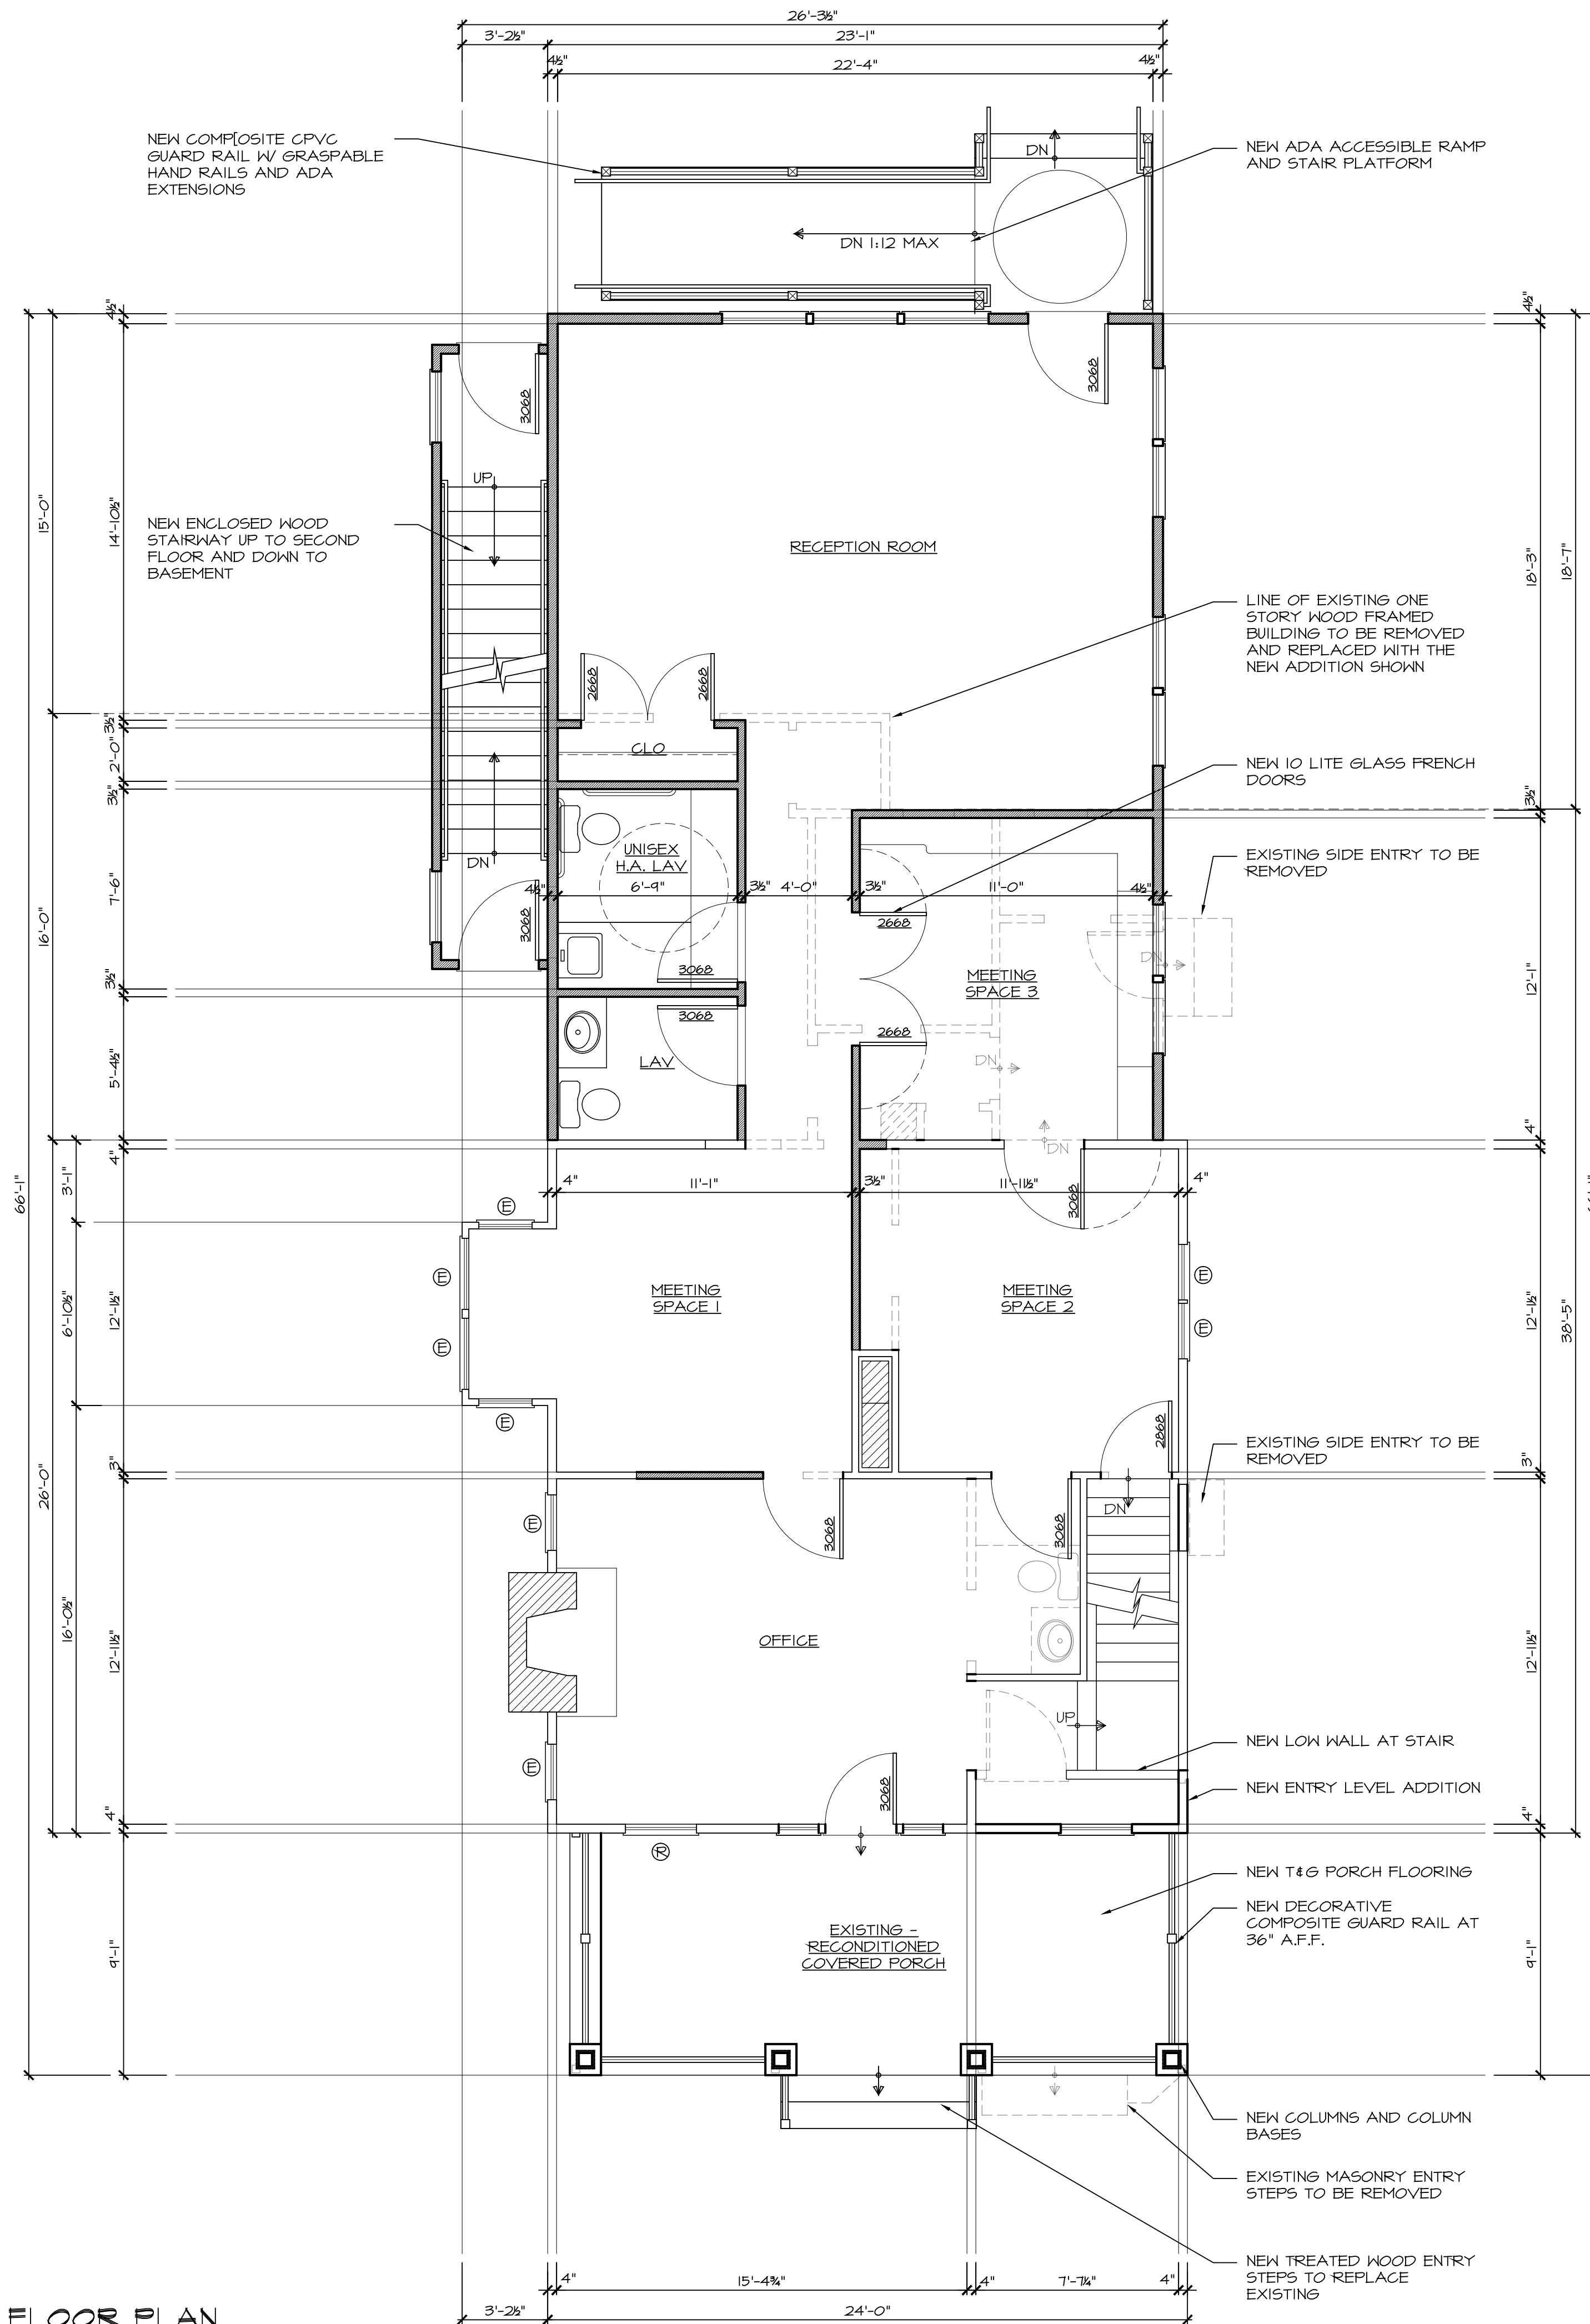 26'-3½"
3'-2½"
23'-1"
4½"
22'-4"
4½"
NEW COMP[OSITE CPVC
GUARD RAIL W/ GRASPABLE
HAND RAILS AND ADA
EXTENSIONS
DN
NEW ADA ACCESSIBLE RAMP
AND STAIR PLATFORM
DN 1:12 MAX
4½"
4½"
3068
3068
UP
15'-0"
14'-10½"
NEW ENCLOSED WOOD
STAIRWAY UP TO SECOND
FLOOR AND DOWN TO
BASEMENT
RECEPTION ROOM
18'-3"
18'-7"
LINE OF EXISTING ONE
STORY WOOD FRAMED
BUILDING TO BE REMOVED
AND REPLACED WITH THE
NEW ADDITION SHOWN
2668
2668
3½"
2'-0"
3½"
CLO
NEW 10 LITE GLASS FRENCH
DOORS
3½"
DN
UNISEX
H.A. LAV
EXISTING SIDE ENTRY TO BE
REMOVED
7'-6"
4½"
6'-9"
3½"
4'-0"
3½"
11'-0"
4½"
16'-0"
3068
2668
DN
3½"
3068
MEETING
SPACE 3
12'-1"
3068
2668
5'-4½"
LAV
DN
DN
4"
4"
66'-1"
3'-1"
4"
11'-1"
3½"
11'-11½"
4"
3068
E
E
E
6'-10½"
12'-1½"
MEETING
SPACE 1
MEETING
SPACE 2
12'-1½"
38'-5"
E
E
E
2868
3"
EXISTING SIDE ENTRY TO BE
REMOVED
3"
26'-0"
E
3068
3068
DN
16'-0½"
12'-11½"
OFFICE
12'-11½"
UP
NEW LOW WALL AT STAIR
E
3068
NEW ENTRY LEVEL ADDITION
4"
4"
R
NEW T&G PORCH FLOORING
NEW DECORATIVE
COMPOSITE GUARD RAIL AT
36" A.F.F.
EXISTING -
RECONDITIONED
COVERED PORCH
9'-1"
9'-1"
NEW COLUMNS AND COLUMN
BASES
EXISTING MASONRY ENTRY
STEPS TO BE REMOVED
NEW TREATED WOOD ENTRY
STEPS TO REPLACE
EXISTING
4"
15'-4¾"
4"
7'-7¼"
4"
3'-2½"
24'-0"
FLOOR PLAN